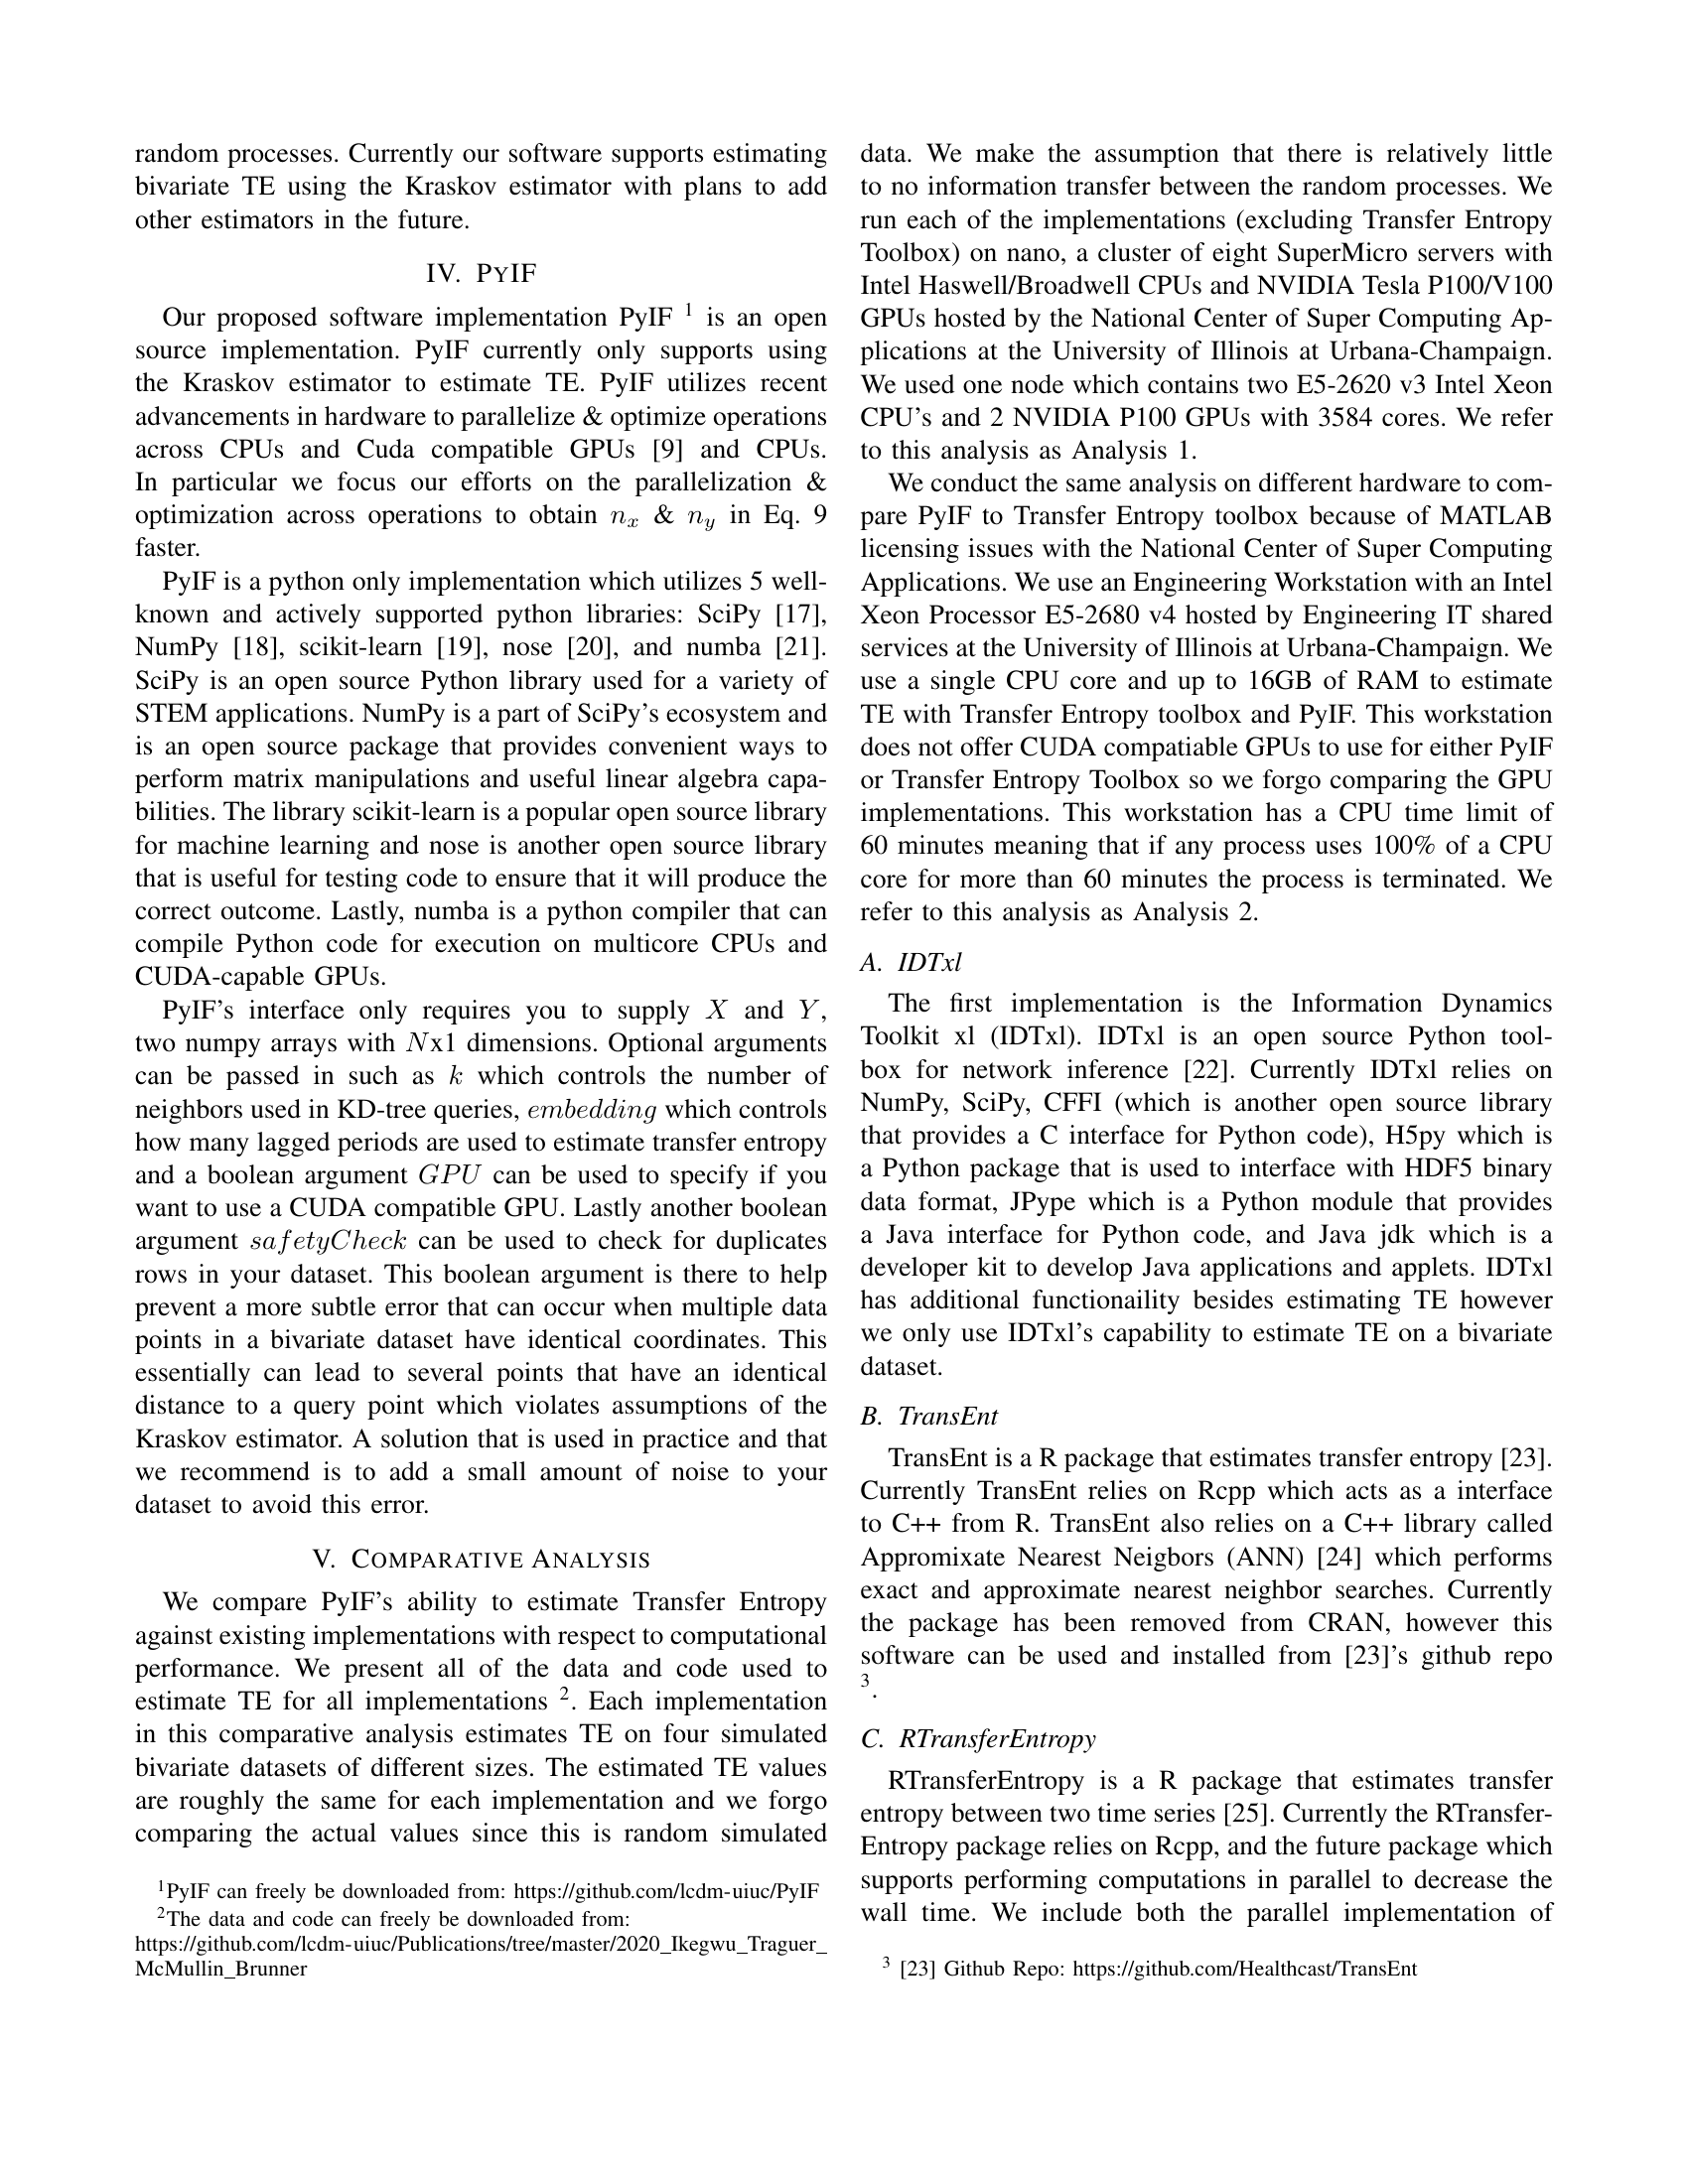 random processes. Currently our software supports estimating
bivariate TE using the Kraskov estimator with plans to add
other estimators in the future.
IV. PYIF
Our proposed software implementation PyIF 1 is an open
source implementation. PyIF currently only supports using
the Kraskov estimator to estimate TE. PyIF utilizes recent
advancements in hardware to parallelize & optimize operations
across CPUs and Cuda compatible GPUs [9] and CPUs.
In particular we focus our efforts on the parallelization &
optimization across operations to obtain n_x & n_y in Eq. 9
faster.
PyIF is a python only implementation which utilizes 5 well-
known and actively supported python libraries: SciPy [17],
NumPy [18], scikit-learn [19], nose [20], and numba [21].
SciPy is an open source Python library used for a variety of
STEM applications. NumPy is a part of SciPy's ecosystem and
is an open source package that provides convenient ways to
perform matrix manipulations and useful linear algebra capa-
bilities. The library scikit-learn is a popular open source library
for machine learning and nose is another open source library
that is useful for testing code to ensure that it will produce the
correct outcome. Lastly, numba is a python compiler that can
compile Python code for execution on multicore CPUs and
CUDA-capable GPUs.
PyIF's interface only requires you to supply X and Y,
two numpy arrays with Nx1 dimensions. Optional arguments
can be passed in such as k which controls the number of
neighbors used in KD-tree queries, embedding which controls
how many lagged periods are used to estimate transfer entropy
and a boolean argument GPU can be used to specify if you
want to use a CUDA compatible GPU. Lastly another boolean
argument safetyCheck can be used to check for duplicates
rows in your dataset. This boolean argument is there to help
prevent a more subtle error that can occur when multiple data
points in a bivariate dataset have identical coordinates. This
essentially can lead to several points that have an identical
distance to a query point which violates assumptions of the
Kraskov estimator. A solution that is used in practice and that
we recommend is to add a small amount of noise to your
dataset to avoid this error.
V. COMPARATIVE ANALYSIS
We compare PyIF's ability to estimate Transfer Entropy
against existing implementations with respect to computational
performance. We present all of the data and code used to
estimate TE for all implementations 2. Each implementation
in this comparative analysis estimates TE on four simulated
bivariate datasets of different sizes. The estimated TE values
are roughly the same for each implementation and we forgo
comparing the actual values since this is random simulated
1PyIF can freely be downloaded from: https://github.com/lcdm-uiuc/PyIF
2The data and code can freely be downloaded from:
https://github.com/lcdm-uiuc/Publications/tree/master/2020_Ikegwu_Traguer_
McMullin_Brunner
data. We make the assumption that there is relatively little
to no information transfer between the random processes. We
run each of the implementations (excluding Transfer Entropy
Toolbox) on nano, a cluster of eight SuperMicro servers with
Intel Haswell/Broadwell CPUs and NVIDIA Tesla P100/V100
GPUs hosted by the National Center of Super Computing Ap-
plications at the University of Illinois at Urbana-Champaign.
We used one node which contains two E5-2620 v3 Intel Xeon
CPU's and 2 NVIDIA P100 GPUs with 3584 cores. We refer
to this analysis as Analysis 1.
We conduct the same analysis on different hardware to com-
pare PyIF to Transfer Entropy toolbox because of MATLAB
licensing issues with the National Center of Super Computing
Applications. We use an Engineering Workstation with an Intel
Xeon Processor E5-2680 v4 hosted by Engineering IT shared
services at the University of Illinois at Urbana-Champaign. We
use a single CPU core and up to 16GB of RAM to estimate
TE with Transfer Entropy toolbox and PyIF. This workstation
does not offer CUDA compatiable GPUs to use for either PyIF
or Transfer Entropy Toolbox so we forgo comparing the GPU
implementations. This workstation has a CPU time limit of
60 minutes meaning that if any process uses 100% of a CPU
core for more than 60 minutes the process is terminated. We
refer to this analysis as Analysis 2.
A. IDTxl
The first implementation is the Information Dynamics
Toolkit xl (IDTxl). IDTxl is an open source Python tool-
box for network inference [22]. Currently IDTxl relies on
NumPy, SciPy, CFFI (which is another open source library
that provides a C interface for Python code), H5py which is
a Python package that is used to interface with HDF5 binary
data format, JPype which is a Python module that provides
a Java interface for Python code, and Java jdk which is a
developer kit to develop Java applications and applets. IDTxl
has additional functionaility besides estimating TE however
we only use IDTxl's capability to estimate TE on a bivariate
dataset.
B. TransEnt
TransEnt is a R package that estimates transfer entropy [23].
Currently TransEnt relies on Rcpp which acts as a interface
to C++ from R. TransEnt also relies on a C++ library called
Appromixate Nearest Neigbors (ANN) [24] which performs
exact and approximate nearest neighbor searches. Currently
the package has been removed from CRAN, however this
software can be used and installed from [23]'s github repo
3.
C. RTransferEntropy
RTransferEntropy is a R package that estimates transfer
entropy between two time series [25]. Currently the RTransfer-
Entropy package relies on Rcpp, and the future package which
supports performing computations in parallel to decrease the
wall time. We include both the parallel implementation of
3 [23] Github Repo: https://github.com/Healthcast/TransEnt